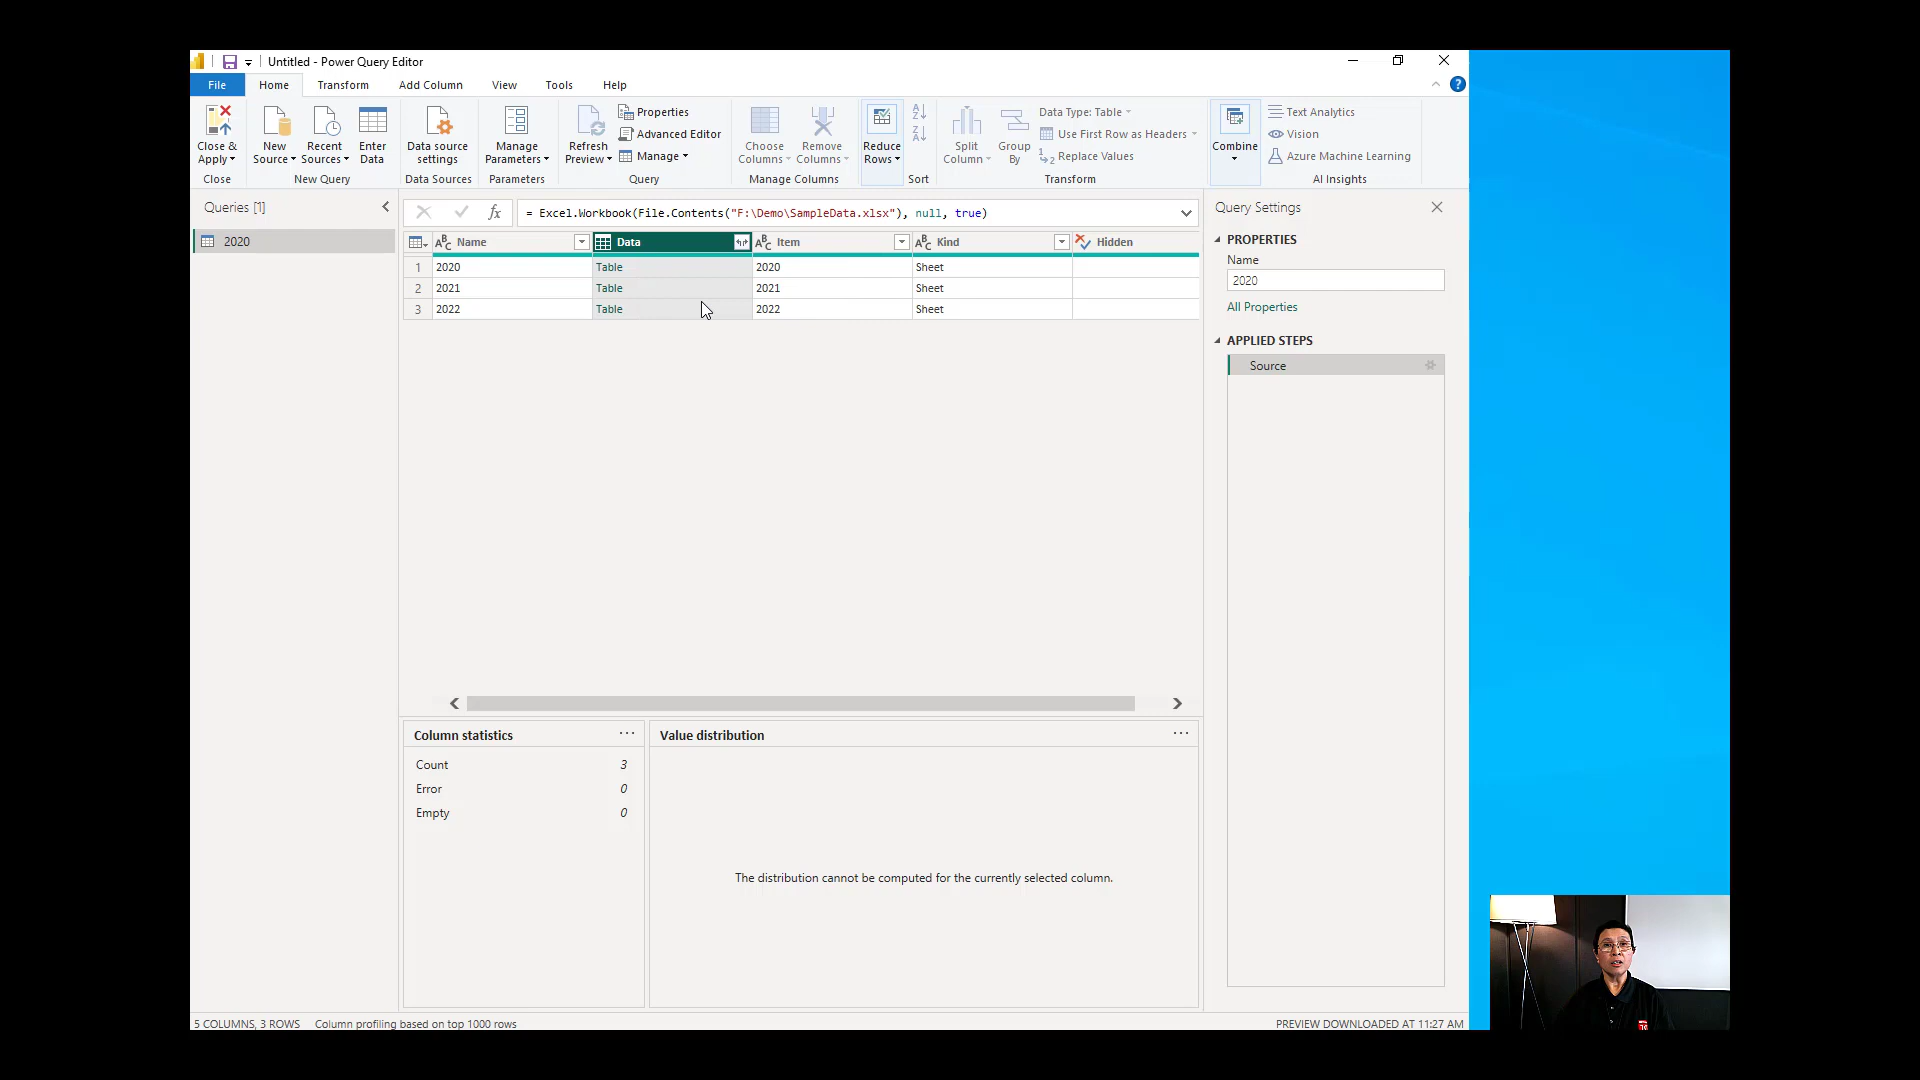 Untitled - Power Query Editor
File Home Transform Add Column View Tools Help
Close & Apply
New Source
Recent Sources
Enter Data
Data source settings
Manage Parameters
Refresh Preview
Properties
Advanced Editor
Manage
Choose Columns
Remove Columns
Reduce Rows
Split Column
Group By
Data Type: Table
Use First Row as Headers
Replace Values
Combine
Text Analytics
Vision
Azure Machine Learning
Close New Query Data Sources Parameters Query Manage Columns Sort Transform AI Insights
Queries [1]
2020
fx = Excel.Workbook(File.Contents("F:\Demo\SampleData.xlsx"), null, true)
Name Data Item Kind Hidden
1 2020 Table 2020 Sheet
2 2021 Table 2021 Sheet
3 2022 Table 2022 Sheet
Query Settings
PROPERTIES
Name
2020
All Properties
APPLIED STEPS
Source
Column statistics
Count 3
Error 0
Empty 0
Value distribution
The distribution cannot be computed for the currently selected column.
5 COLUMNS, 3 ROWS Column profiling based on top 1000 rows
PREVIEW DOWNLOADED AT 11:27 AM